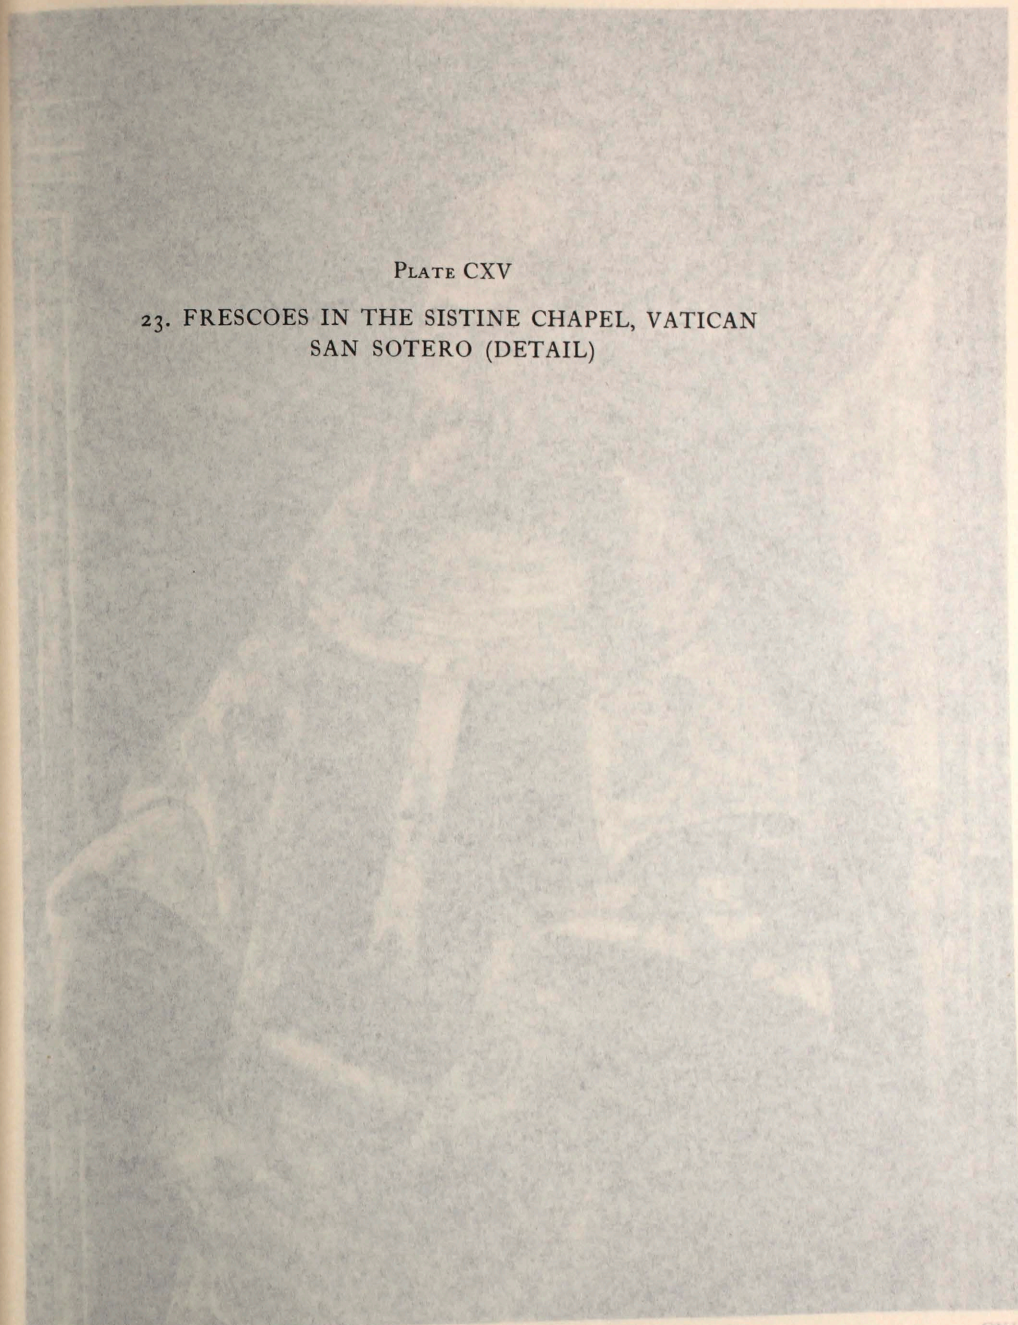 Plate CXV
23. FRESCOES IN THE SISTINE CHAPEL, VATICAN
SAN SOTERO (DETAIL)